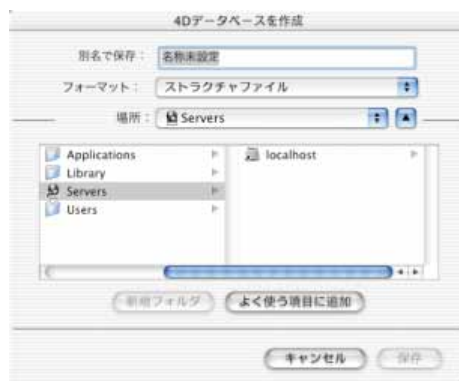 4Dデータベースを作成
別名で保存：
名称未設定
フォーマット：
ストラクチャファイル
場所：
Servers
Applications
Library
Servers
Users
localhost
新規フォルダ
よく使う項目に追加
キャンセル
保存